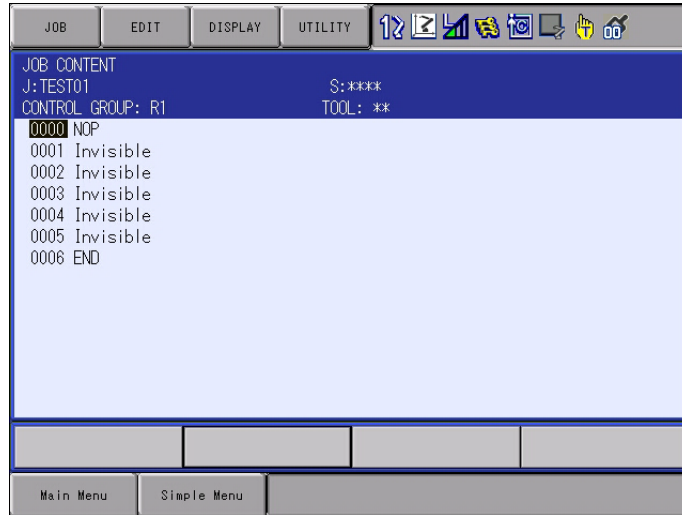 JOB EDIT DISPLAY UTILITY
JOB CONTENT
J:TEST01 S:****
CONTROL GROUP: R1 TOOL: **
0000 NOP
0001 Invisible
0002 Invisible
0003 Invisible
0004 Invisible
0005 Invisible
0006 END
Main Menu Simple Menu